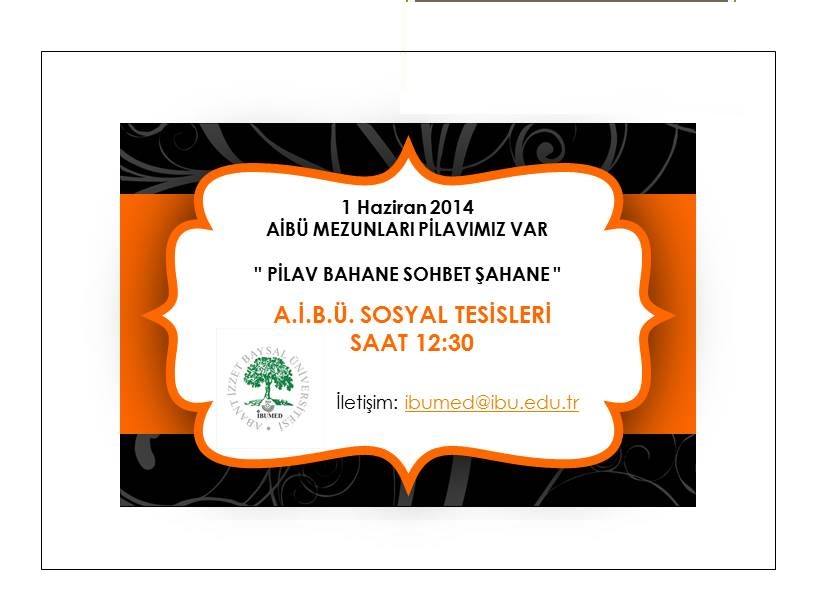 1 Haziran 2014
AİBÜ MEZUNLARI PİLAVIMIZ VAR
" PİLAV BAHANE SOHBET ŞAHANE "
A.İ.B.Ü. SOSYAL TESİSLERİ
SAAT 12:30
ABANT İZZET BAYSAL ÜNİVERSİTESİ
İBUMED
İletişim: ibumed@ibu.edu.tr